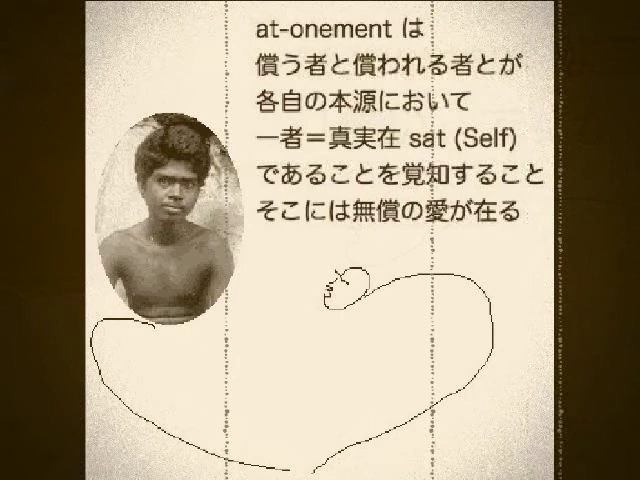 at-onement は
償う者と償われる者とが
各自の本源において
一者＝真実在 sat (Self)
であることを覚知すること
そこには無償の愛が在る